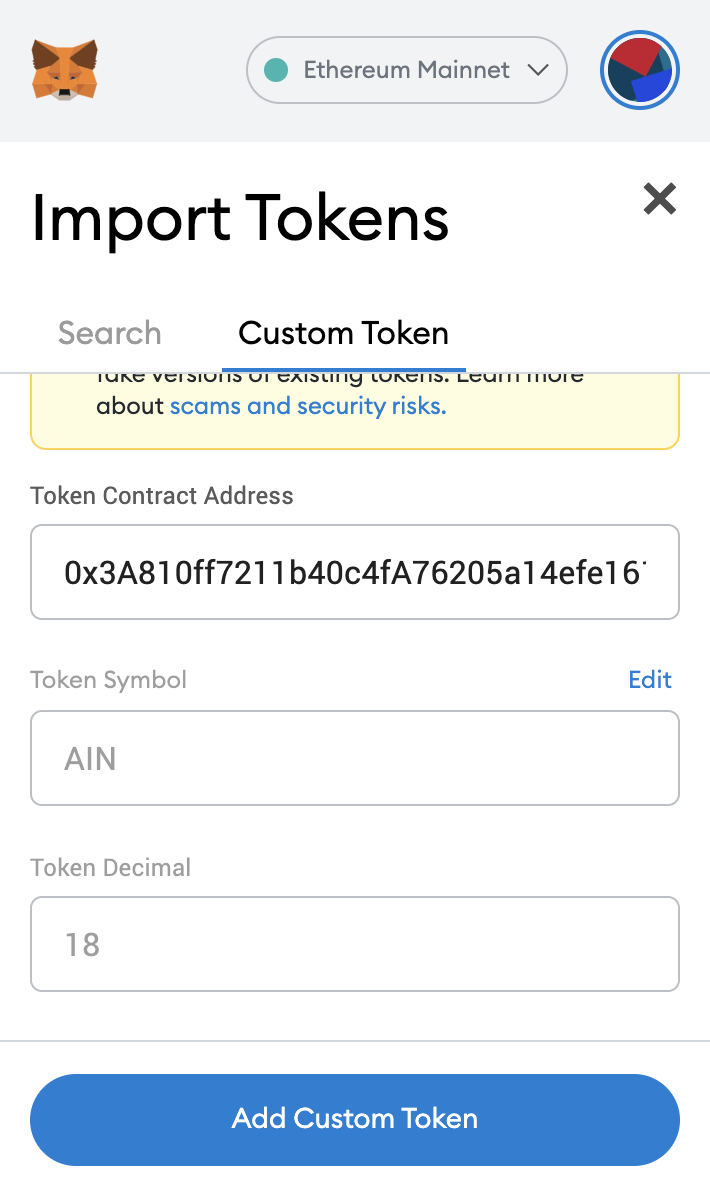 Ethereum Mainnet
Import Tokens
Search
Custom Token
fake versions of existing tokens. Learn more
about scams and security risks.
Token Contract Address
0x3A810ff7211b40c4fA76205a14efe16
Token Symbol
Edit
AIN
Token Decimal
18
Add Custom Token